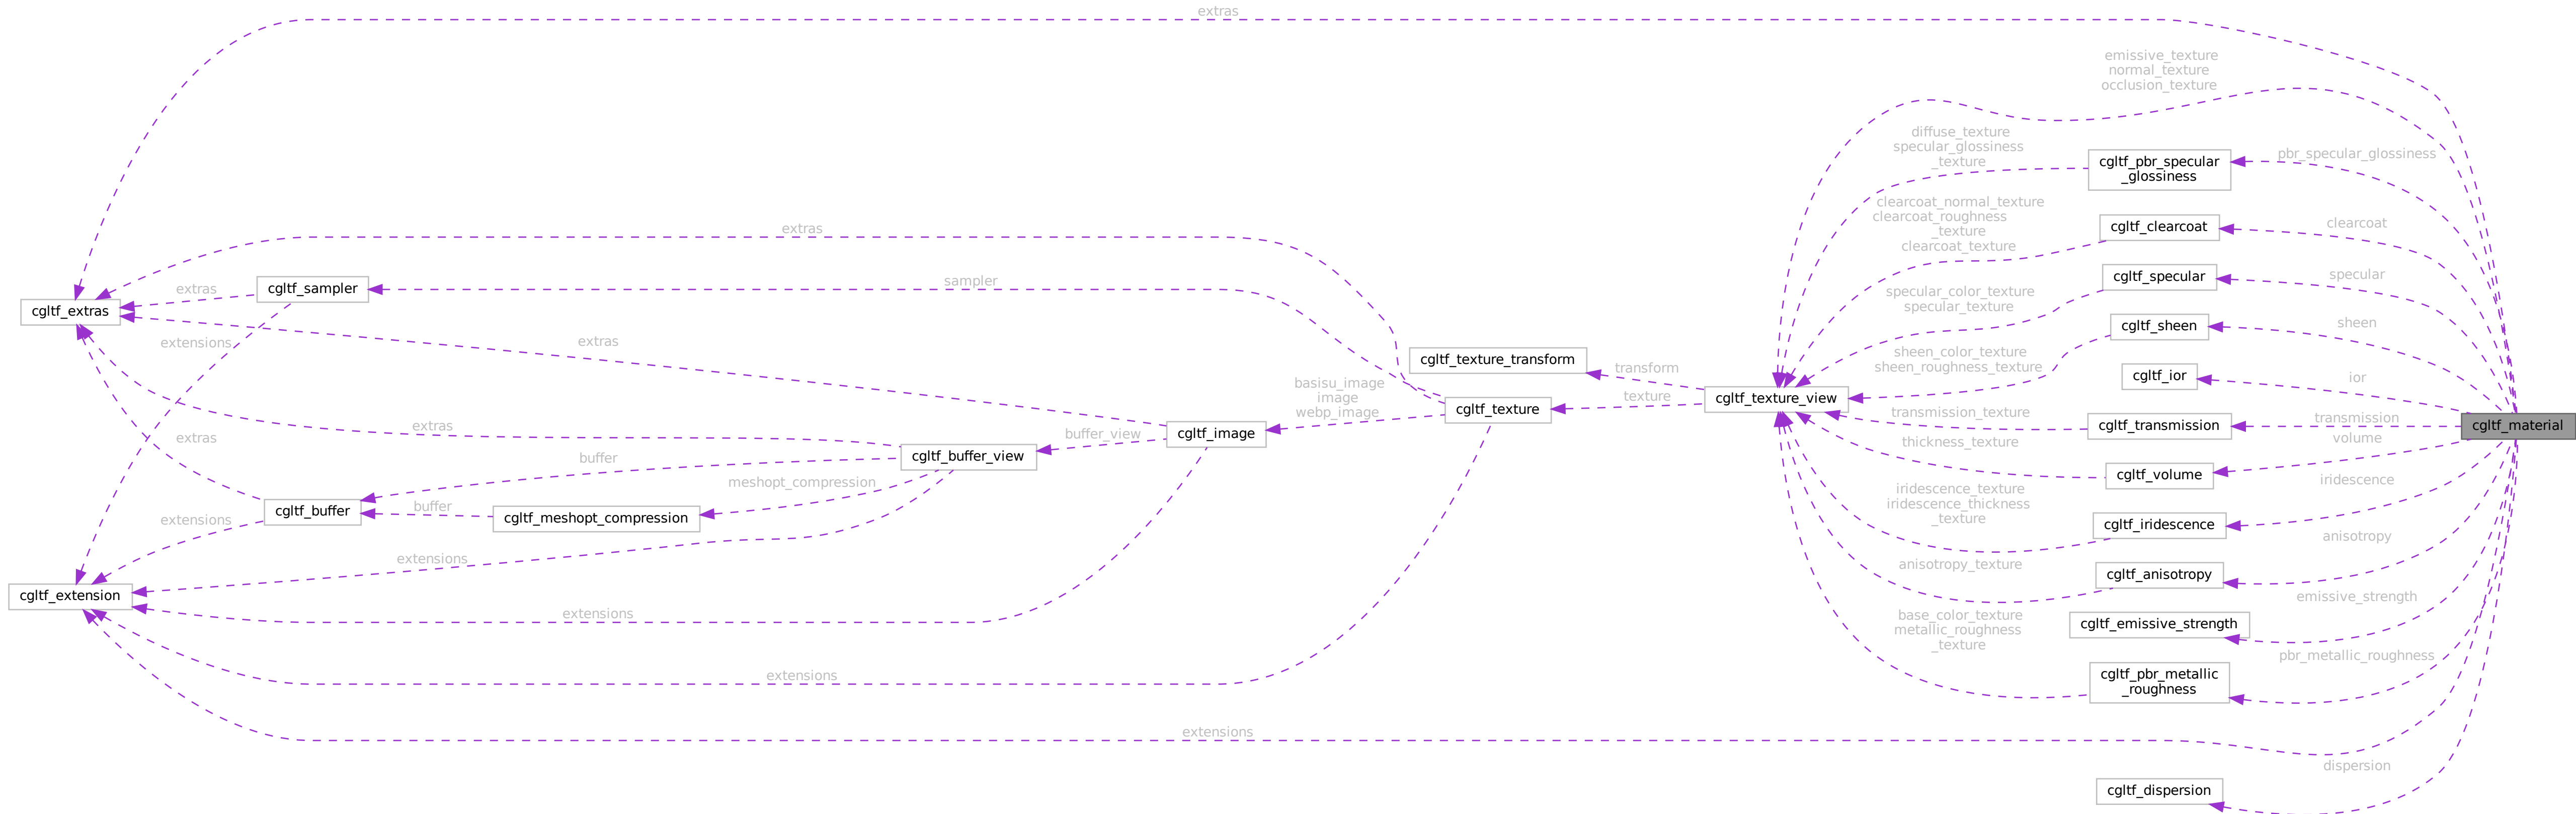 extras
emissive_texture
normal_texture
occlusion_texture
diffuse_texture
specular_glossiness
_texture
cgltf_pbr_specular
_glossiness
pbr_specular_glossiness
clearcoat_normal_texture
clearcoat_roughness
_texture
clearcoat_texture
cgltf_clearcoat
clearcoat
extras
cgltf_sampler
extras
sampler
specular_color_texture
specular_texture
cgltf_specular
specular
cgltf_extras
extensions
extras
cgltf_texture_transform
transform
sheen_color_texture
sheen_roughness_texture
cgltf_sheen
sheen
cgltf_ior
ior
basisu_image
image
webp_image
cgltf_texture
texture
cgltf_texture_view
transmission_texture
cgltf_transmission
transmission
cgltf_material
extras
extras
cgltf_image
buffer_view
cgltf_buffer_view
buffer
thickness_texture
cgltf_volume
volume
meshopt_compression
cgltf_buffer
buffer
cgltf_meshopt_compression
extensions
iridescence_texture
iridescence_thickness
_texture
cgltf_iridescence
iridescence
extensions
anisotropy_texture
cgltf_anisotropy
anisotropy
cgltf_extension
extensions
cgltf_emissive_strength
emissive_strength
base_color_texture
metallic_roughness
_texture
extensions
cgltf_pbr_metallic
_roughness
pbr_metallic_roughness
extensions
cgltf_dispersion
dispersion